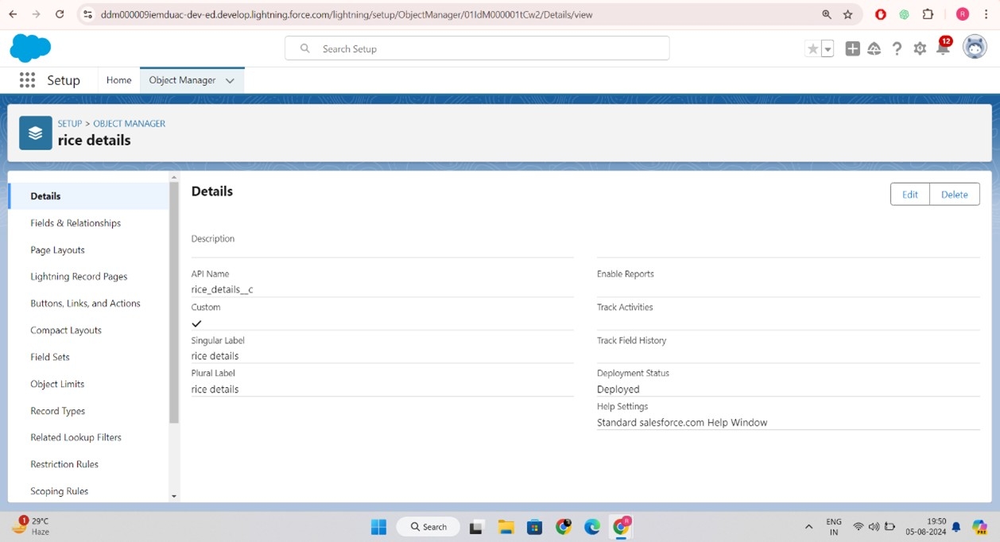 ddm000009iemduac-dev-ed.develop.lightning.force.com/lightning/setup/ObjectManager/01IdM000001tCw2/Details/view
R
Search Setup
12
Setup
Home
Object Manager
SETUP > OBJECT MANAGER
rice details
Details
Fields & Relationships
Page Layouts
Lightning Record Pages
Buttons, Links, and Actions
Compact Layouts
Field Sets
Object Limits
Record Types
Related Lookup Filters
Restriction Rules
Scoping Rules
Details
Edit
Delete
Description
API Name
rice_details__c
Custom
Singular Label
rice details
Plural Label
rice details
Enable Reports
Track Activities
Track Field History
Deployment Status
Deployed
Help Settings
Standard salesforce.com Help Window
1
29°C
Haze
Search
R
ENG
IN
19:50
05-08-2024
PRE